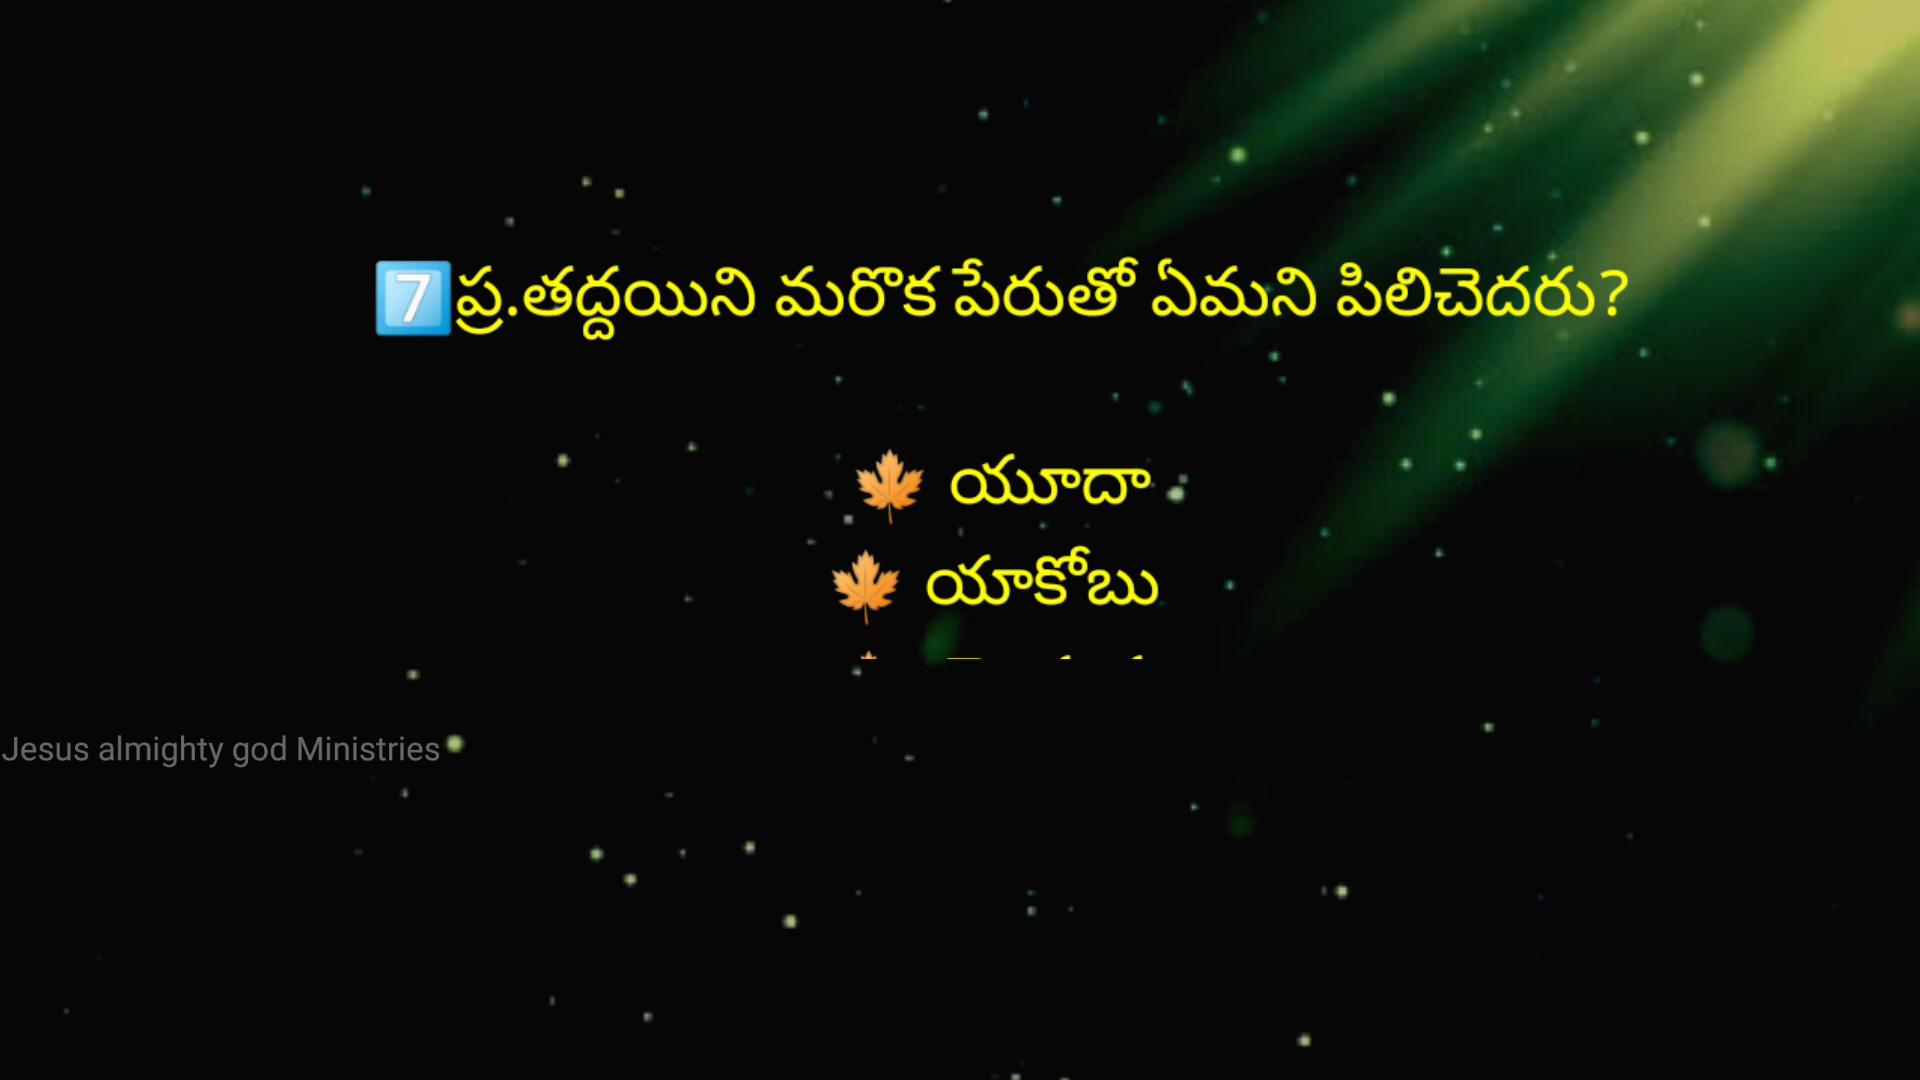 7️⃣ప్ర.తద్దయిని మరొక పేరుతో ఏమని పిలిచెదరు?
🍁 యూదా
🍁 యాకోబు
Jesus almighty god Ministries